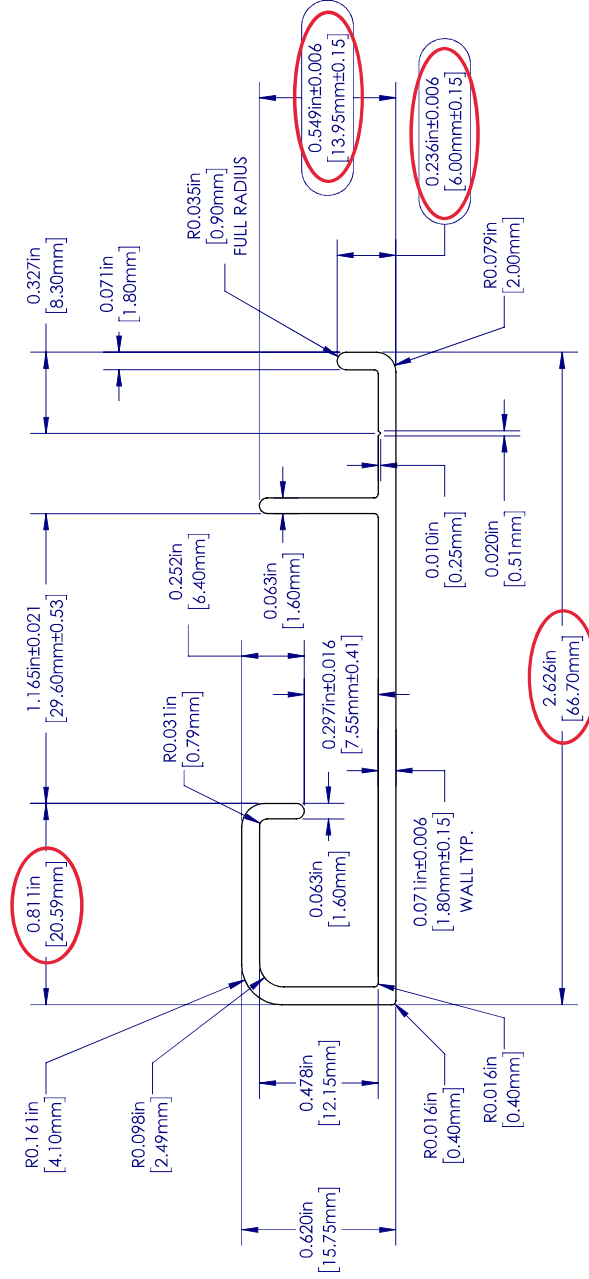 0.811in
[20.59mm]
1.165in±0.021
[29.60mm±0.53]
0.327in
[8.30mm]
0.071in
[1.80mm]
0.549in±0.006
[13.95mm±0.15]
0.236in±0.006
[6.00mm±0.15]
R0.035in
[0.90mm]
FULL RADIUS
R0.079in
[2.00mm]
R0.161in
[4.10mm]
R0.098in
[2.49mm]
R0.031in
[0.79mm]
0.252in
[6.40mm]
0.063in
[1.60mm]
0.297in±0.016
[7.55mm±0.41]
0.063in
[1.60mm]
0.478in
[12.15mm]
0.620in
[15.75mm]
R0.016in
[0.40mm]
R0.016in
[0.40mm]
0.071in±0.006
[1.80mm±0.15]
WALL TYP.
0.010in
[0.25mm]
0.020in
[0.51mm]
2.626in
[66.70mm]